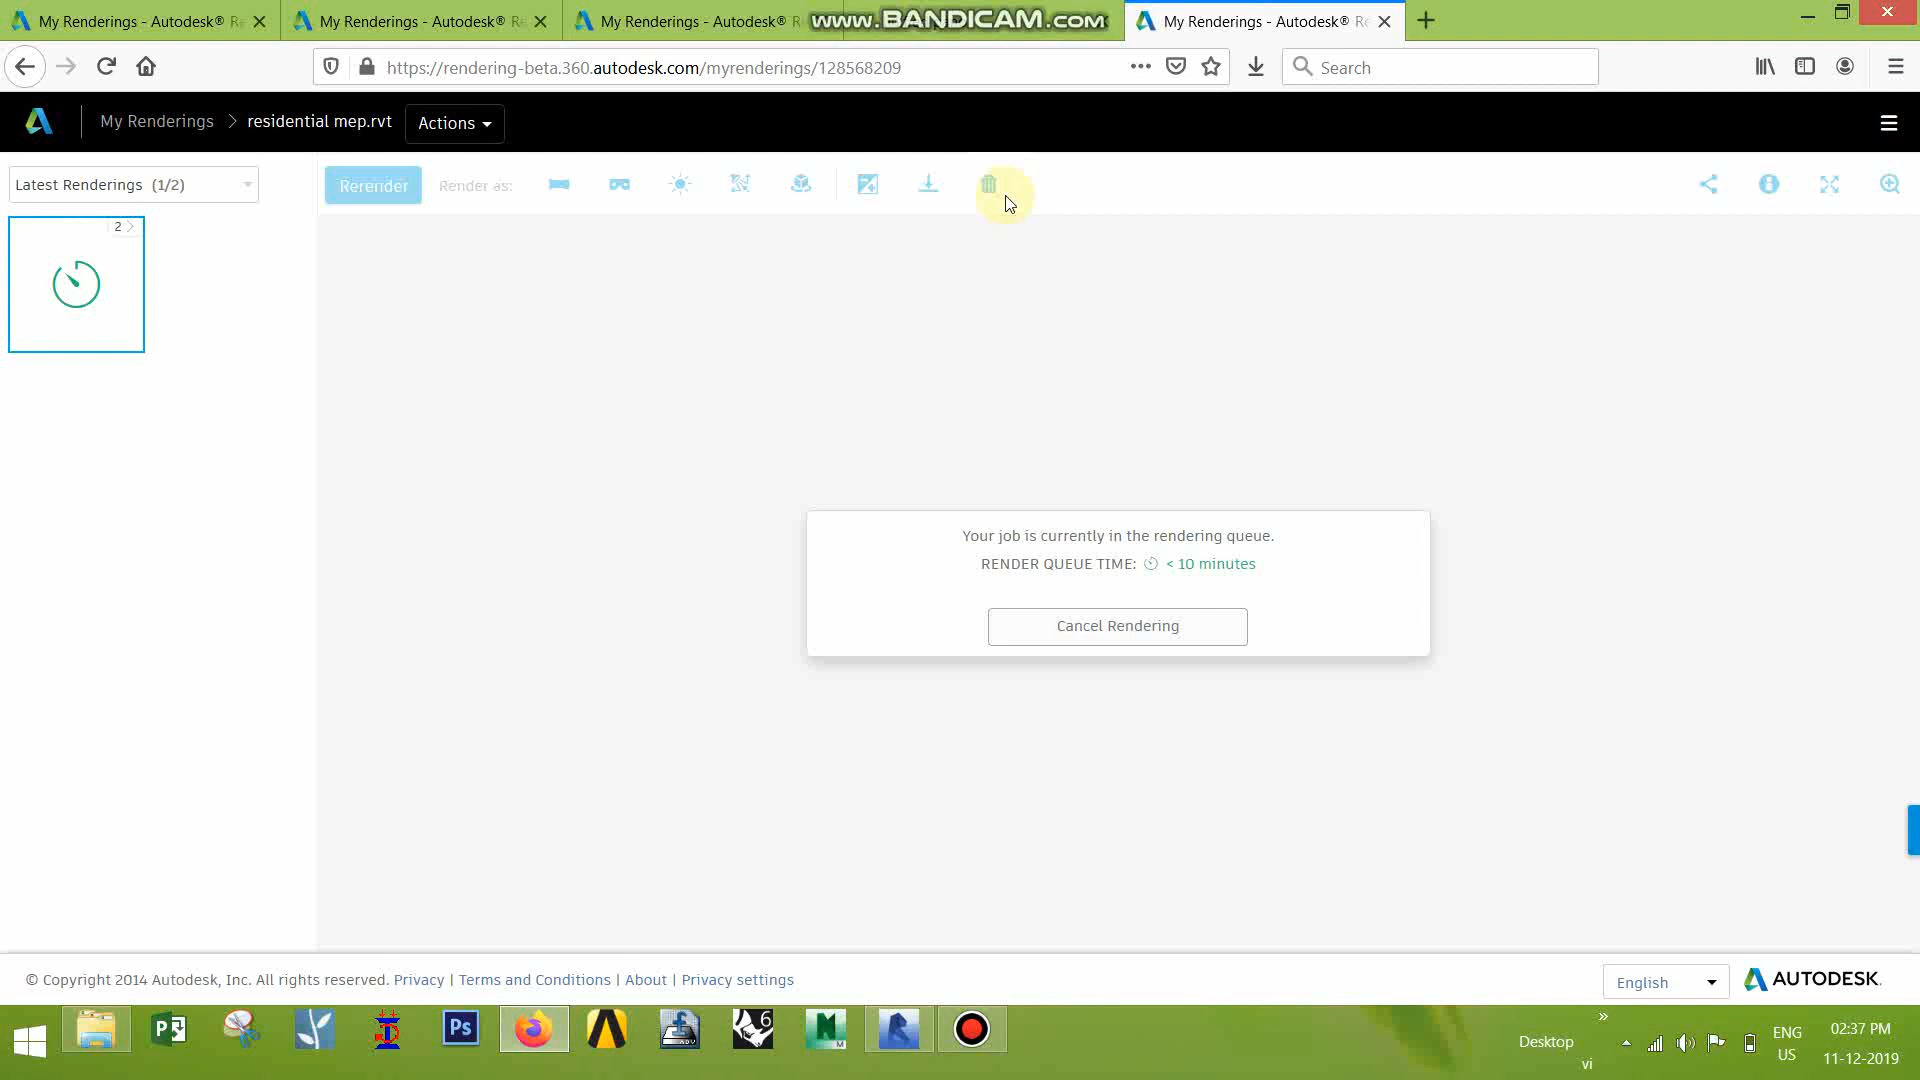 My Renderings - Autodesk® Re
My Renderings - Autodesk® Re
My Renderings - Autodesk® R
www.BANDICAM.com
My Renderings - Autodesk® Re
https://rendering-beta.360.autodesk.com/myrenderings/128568209
Search
My Renderings > residential mep.rvt
Actions
Latest Renderings (1/2)
Rerender
Render as:
2
Your job is currently in the rendering queue.
RENDER QUEUE TIME: < 10 minutes
Cancel Rendering
© Copyright 2014 Autodesk, Inc. All rights reserved. Privacy | Terms and Conditions | About | Privacy settings
English
AUTODESK.
P
Ps
6
N
M
R
Desktop
»
vi
ENG
US
02:37 PM
11-12-2019